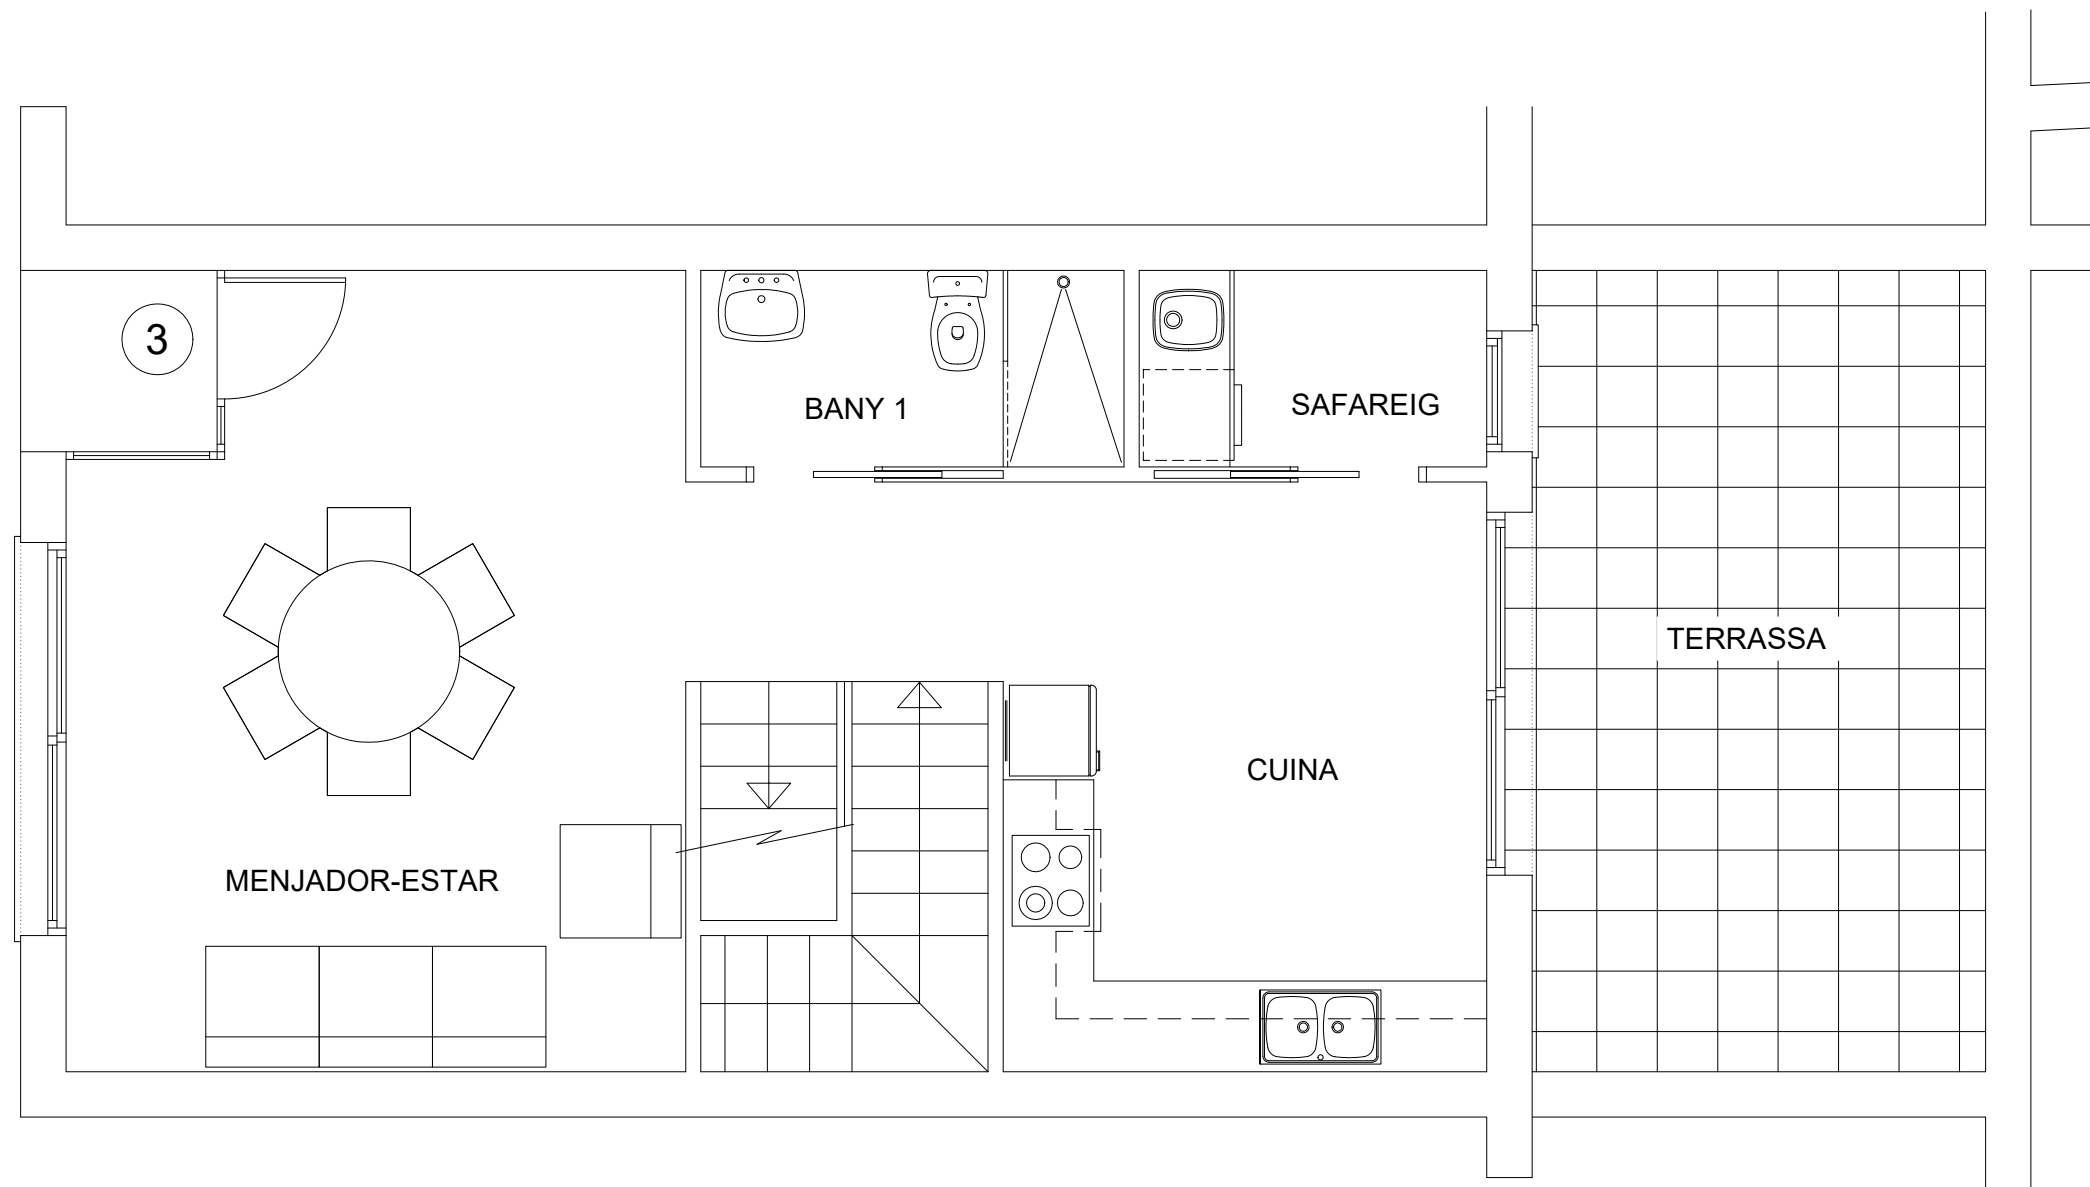 3
BANY 1
SAFAREIG
TERRASSA
CUINA
MENJADOR-ESTAR